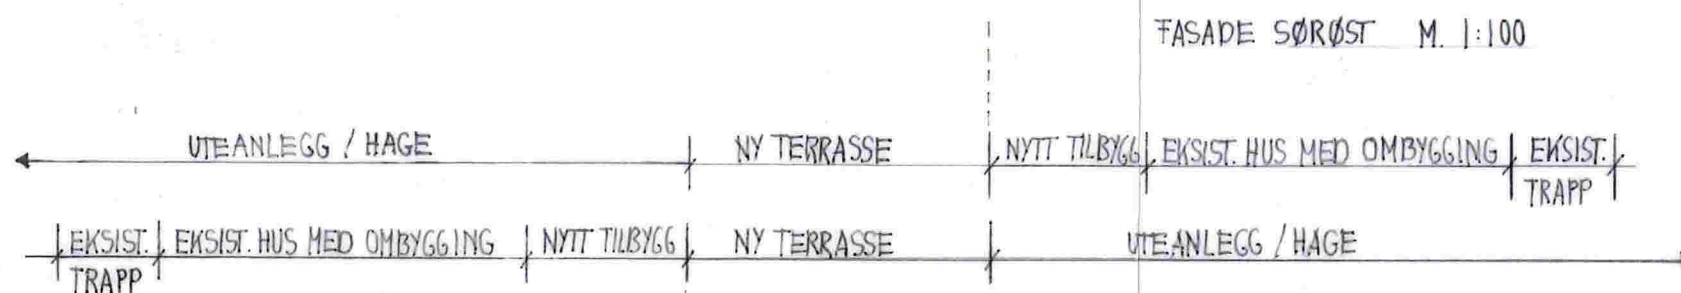 FASADE SØRØST M. 1:100
UTEANLEGG / HAGE NY TERRASSE NYTT TILBYGG EKSIST. HUS MED OMBYGGING EKSIST.
TRAPP
EKSIST. EKSIST. HUS MED OMBYGGING NYTT TILBYGG NY TERRASSE UTEANLEGG / HAGE
TRAPP